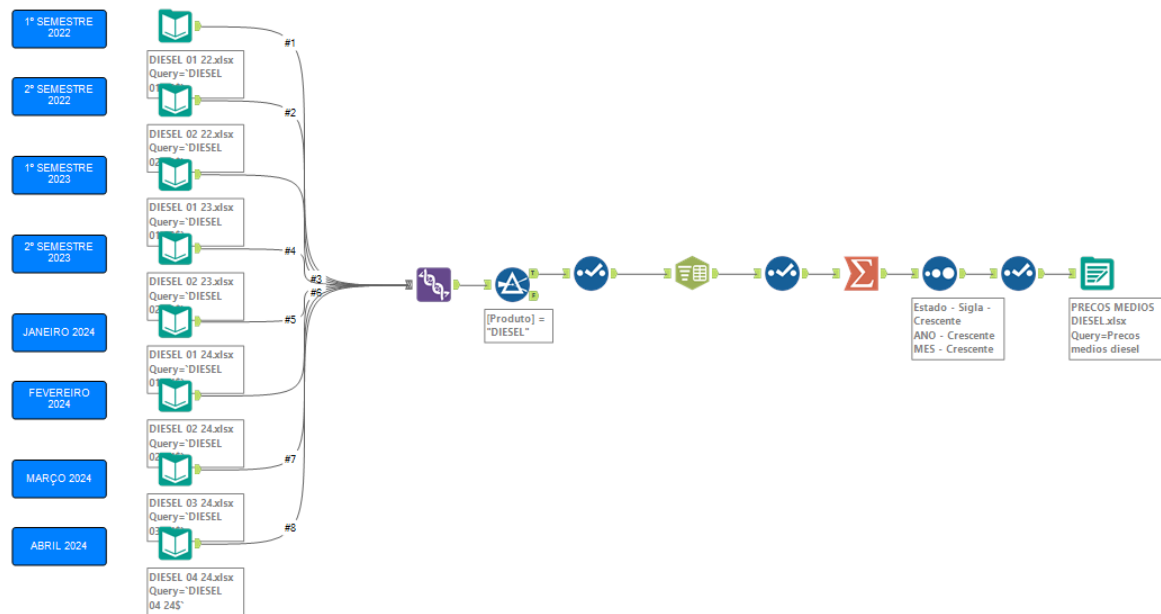 1º SEMESTRE
2022
2º SEMESTRE
2022
1º SEMESTRE
2023
2º SEMESTRE
2023
JANEIRO 2024
FEVEREIRO
2024
MARÇO 2024
ABRIL 2024
DIESEL 01 22.xlsx
Query=`DIESEL
DIESEL 02 22.xlsx
Query=`DIESEL
DIESEL 01 23.xlsx
Query=`DIESEL
DIESEL 02 23.xlsx
Query=`DIESEL
DIESEL 01 24.xlsx
Query=`DIESEL
DIESEL 02 24.xlsx
Query=`DIESEL
DIESEL 03 24.xlsx
Query=`DIESEL
DIESEL 04 24.xlsx
Query=`DIESEL
04 24$`
#1
#2
#4
#3
#6
#5
#7
#8
T
F
[Produto] =
"DIESEL"
Estado - Sigla -
Crescente
ANO - Crescente
MES - Crescente
PRECOS MEDIOS
DIESEL.xlsx
Query=Precos
medios diesel